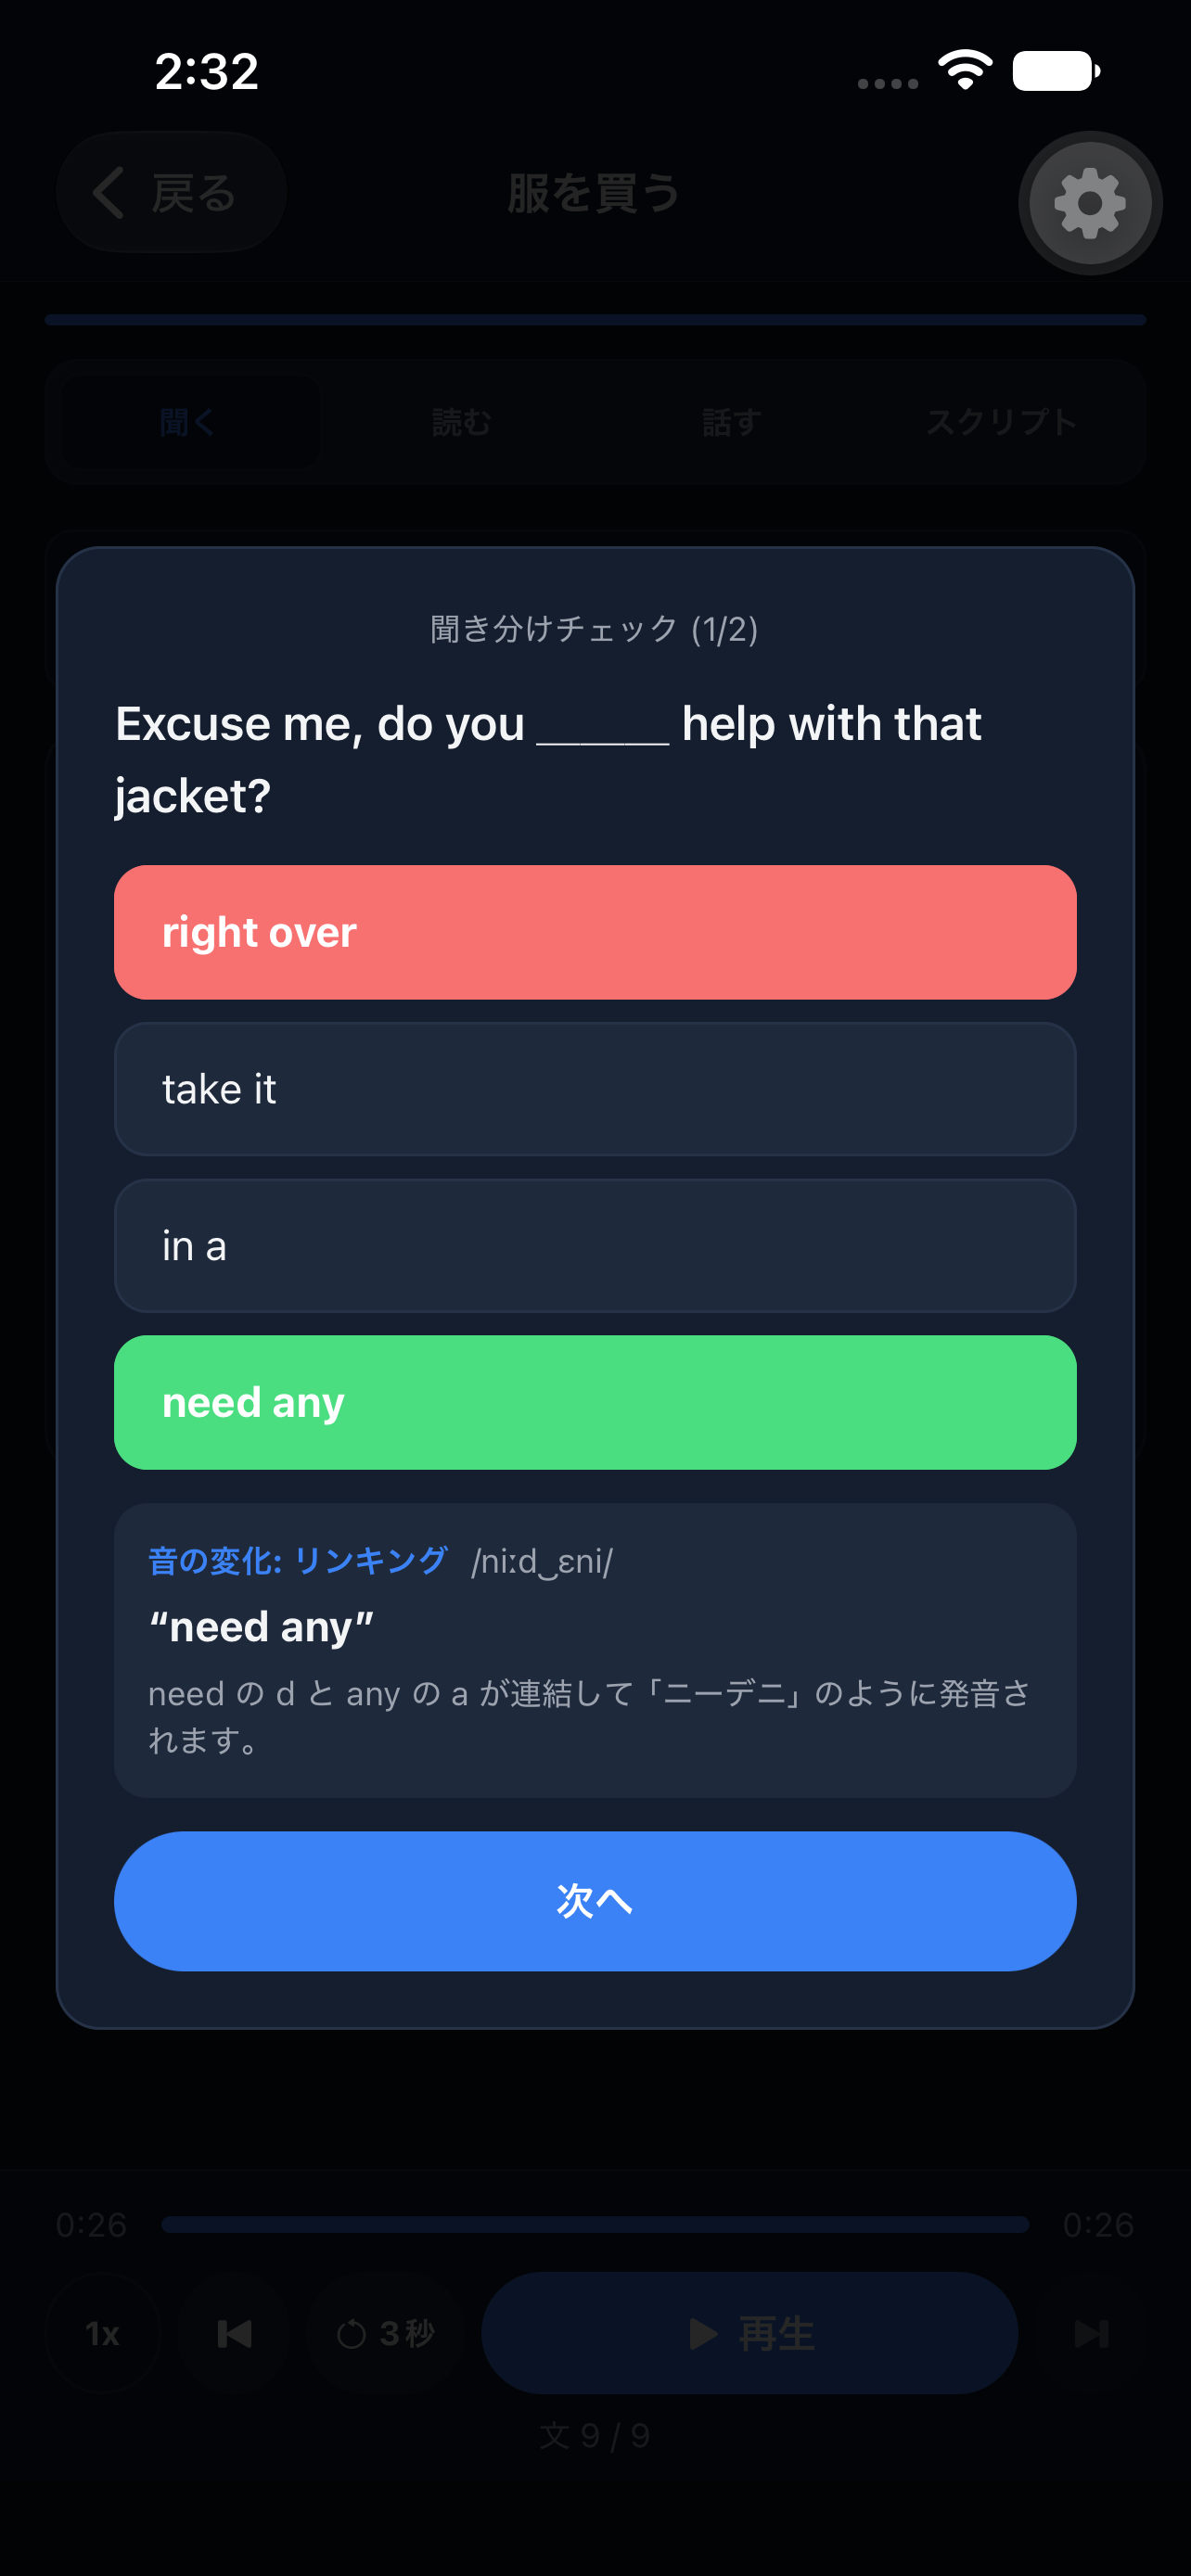 2:32
戻る
服を買う
聞く
読む
話す
スクリプト
聞き分けチェック (1/2)
Excuse me, do you ______ help with that
jacket?
right over
take it
in a
need any
音の変化: リンキング /niːd‿ɛni/
“need any”
need の d と any の a が連結して「ニーデニ」のように発音さ
れます。
次へ
0:26
0:26
1x
3秒
再生
文 9 / 9